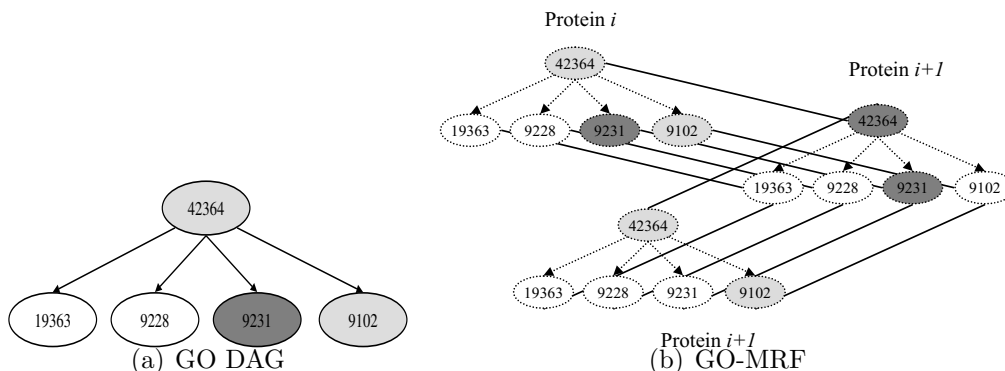 Protein i
42364
Protein i+1
42364
19363 9228 9231 9102
19363 9228 9231 9102
42364
42364
19363 9228 9231 9102
19363 9228 9231 9102
Protein i+1
(a) GO DAG
(b) GO-MRF